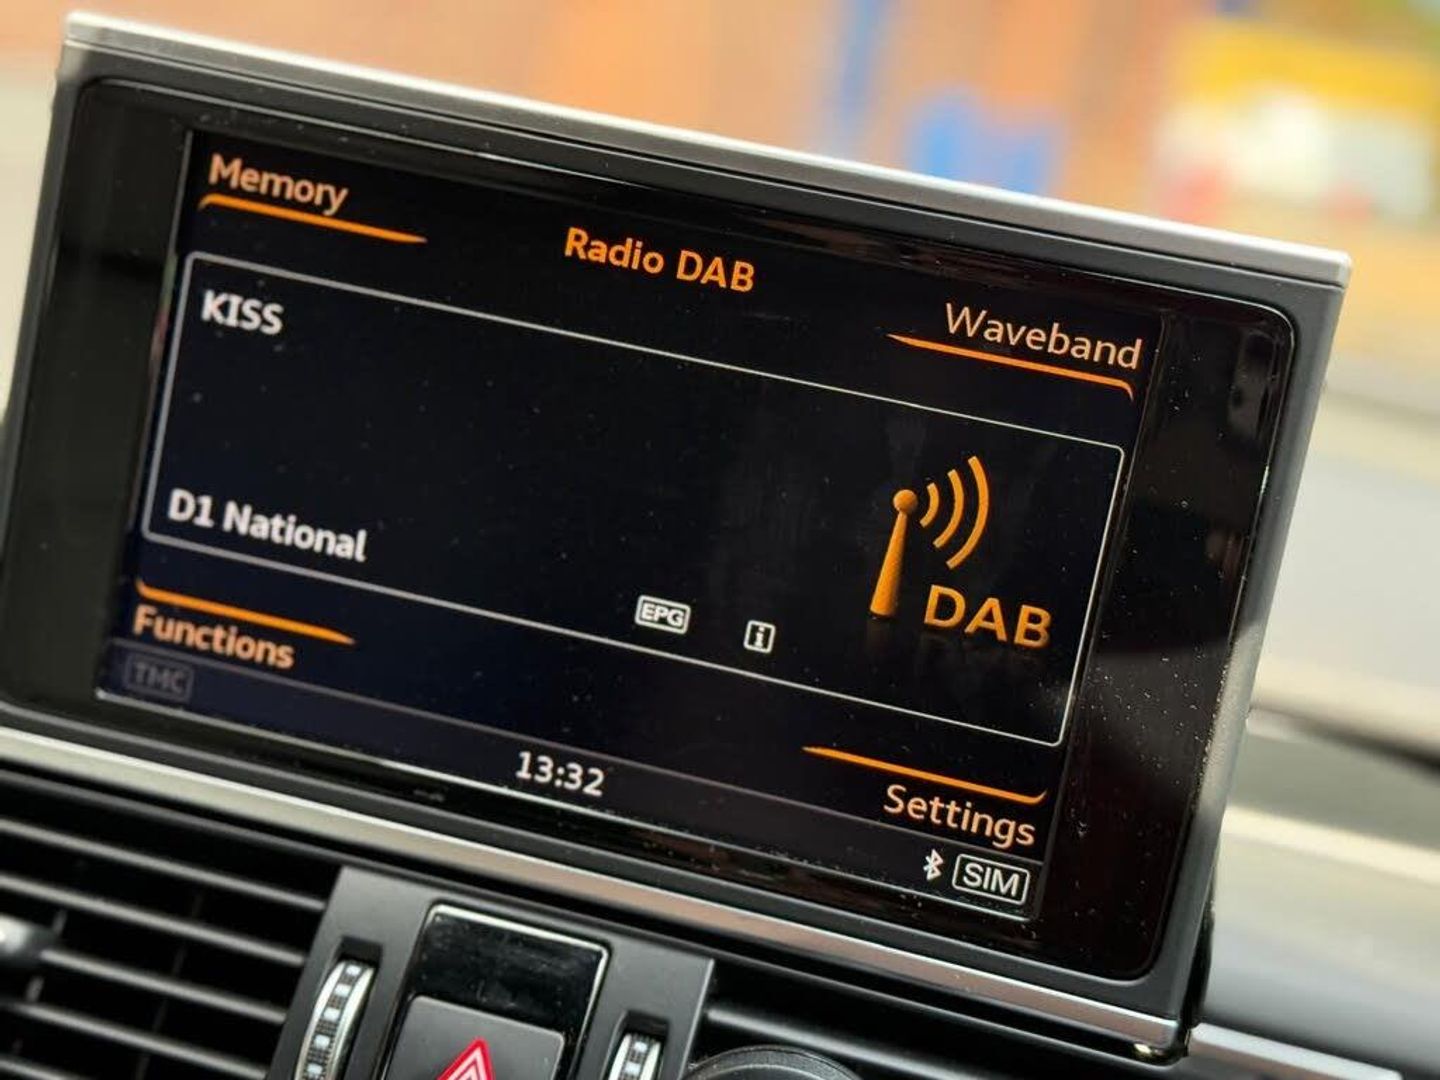 Memory
Radio DAB
Waveband
KISS
D1 National
EPG
i
DAB
Functions
TMC
13:32
Settings
SIM